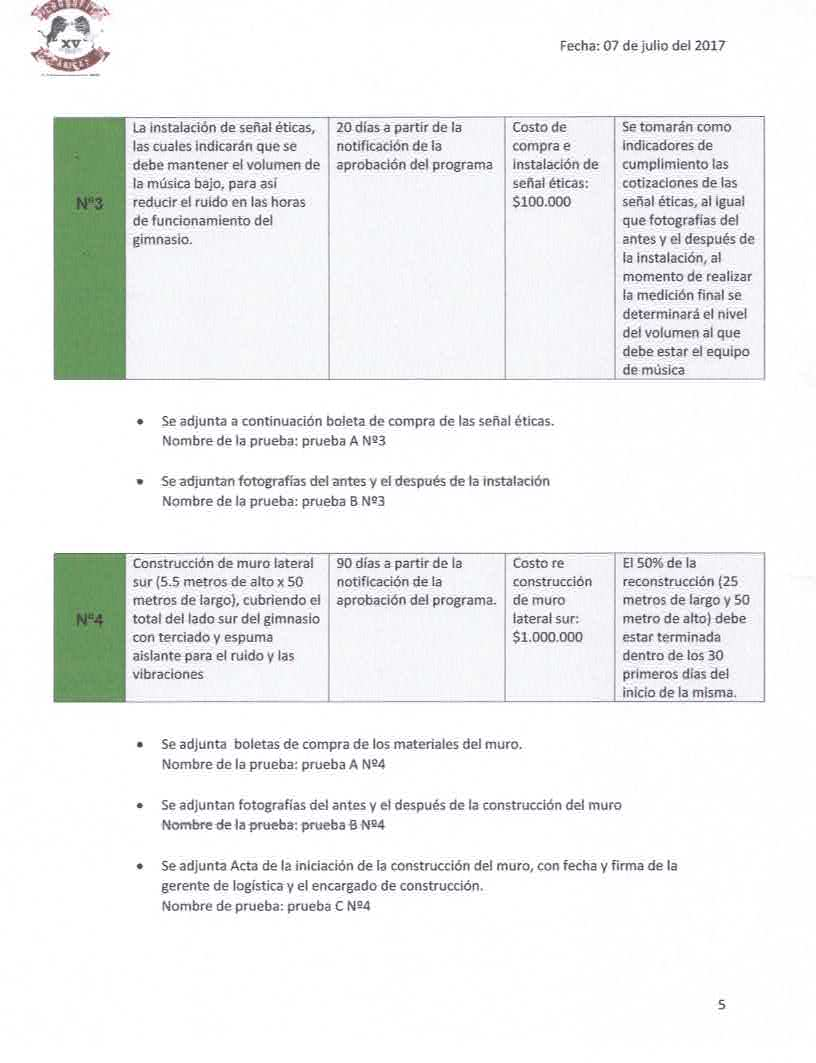 XV
Fecha: 07 de julio del 2017
Nº3
La instalación de señal éticas,
las cuales indicarán que se
debe mantener el volumen de
la música bajo, para así
reducir el ruido en las horas
de funcionamiento del
gimnasio.
20 días a partir de la
notificación de la
aprobación del programa
Costo de
compra e
instalación de
señal éticas:
$100.000
Se tomarán como
indicadores de
cumplimiento las
cotizaciones de las
señal éticas, al igual
que fotografías del
antes y el después de
la instalación, al
momento de realizar
la medición final se
determinará el nivel
del volumen al que
debe estar el equipo
de música
• Se adjunta a continuación boleta de compra de las señal éticas.
Nombre de la prueba: prueba A Nº3
• Se adjuntan fotografías del antes y el después de la instalación
Nombre de la prueba: prueba B Nº3
Nº4
Construcción de muro lateral
sur (5.5 metros de alto x 50
metros de largo), cubriendo el
total del lado sur del gimnasio
con terciado y espuma
aislante para el ruido y las
vibraciones
90 días a partir de la
notificación de la
aprobación del programa.
Costo re
construcción
de muro
lateral sur:
$1.000.000
El 50% de la
reconstrucción (25
metros de largo y 50
metro de alto) debe
estar terminada
dentro de los 30
primeros días del
inicio de la misma.
• Se adjunta boletas de compra de los materiales del muro.
Nombre de la prueba: prueba A Nº4
• Se adjuntan fotografías del antes y el después de la construcción del muro
Nombre de la prueba: prueba B Nº4
• Se adjunta Acta de la iniciación de la construcción del muro, con fecha y firma de la
gerente de logística y el encargado de construcción.
Nombre de prueba: prueba C Nº4
5